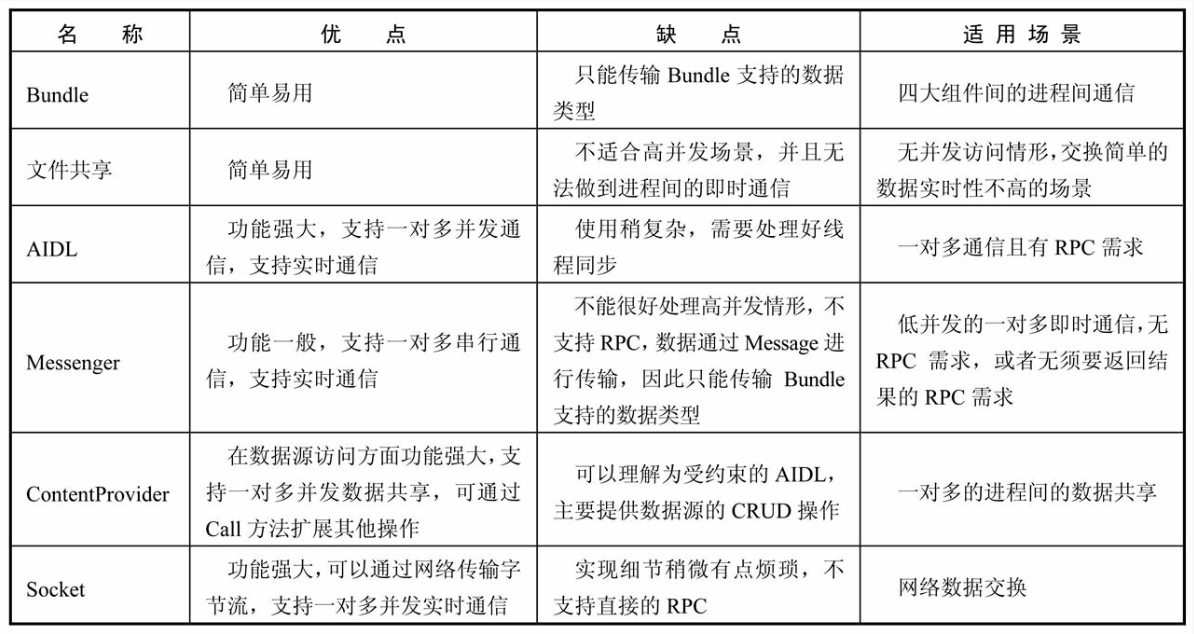 名 称 优 点 缺 点 适 用 场 景
Bundle
简单易用
只能传输 Bundle 支持的数据
类型
四大组件间的进程间通信
文件共享
简单易用
不适合高并发场景，并且无
法做到进程间的即时通信
无并发访问情形，交换简单的
数据实时性不高的场景
AIDL
功能强大，支持一对多并发通
信，支持实时通信
使用稍复杂，需要处理好线
程同步
一对多通信且有 RPC 需求
Messenger
功能一般，支持一对多串行通
信，支持实时通信
不能很好处理高并发情形，不
支持 RPC，数据通过 Message 进
行传输，因此只能传输 Bundle
支持的数据类型
低并发的一对多即时通信，无
RPC 需求，或者无须要返回结
果的 RPC 需求
ContentProvider
在数据源访问方面功能强大，支
持一对多并发数据共享，可通过
Call 方法扩展其他操作
可以理解为受约束的 AIDL，
主要提供数据源的 CRUD 操作
一对多的进程间的数据共享
Socket
功能强大，可以通过网络传输字
节流，支持一对多并发实时通信
实现细节稍微有点烦琐，不
支持直接的 RPC
网络数据交换